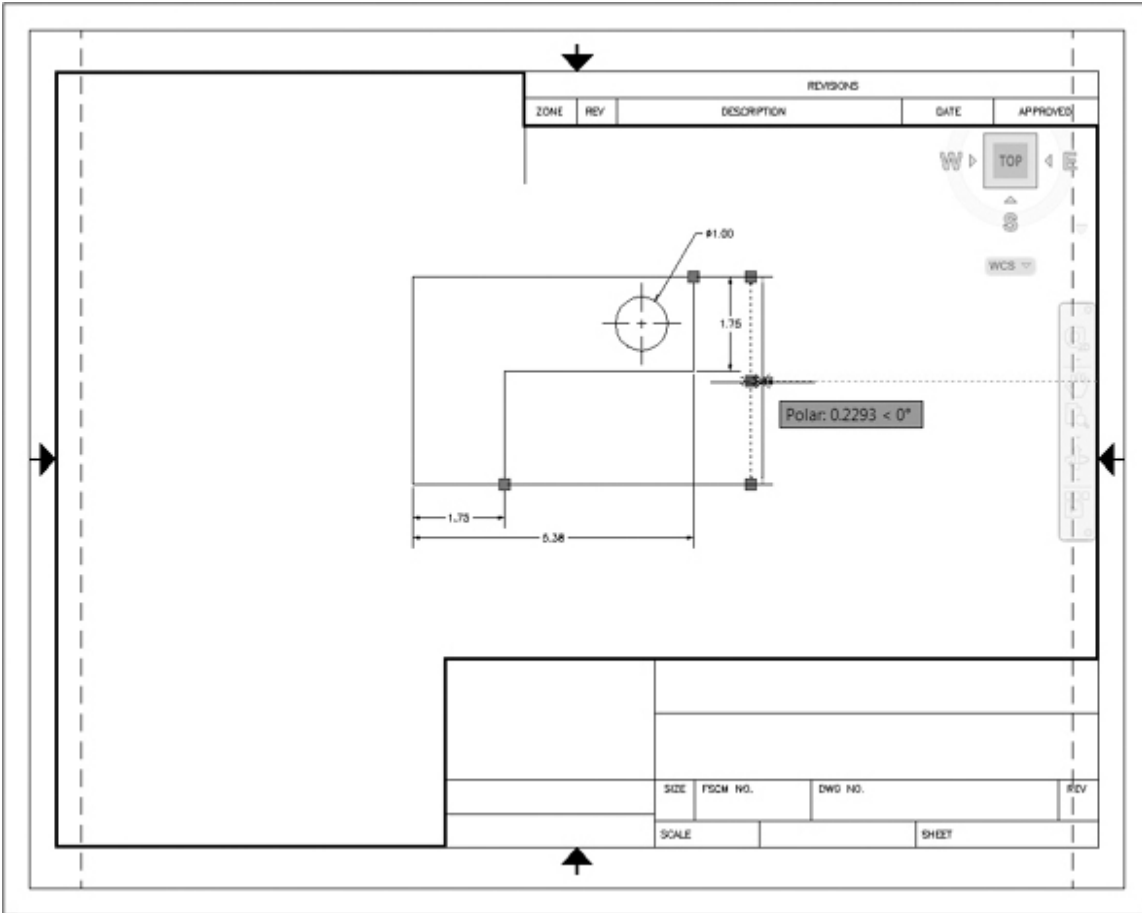 REVISIONS
ZONE REV DESCRIPTION DATE APPROVED
W TOP E
S
WCS
ø1.00
1.75
Polar: 0.2293 < 0°
1.75
5.38
SIZE FSCM NO. DWG NO. REV
SCALE SHEET